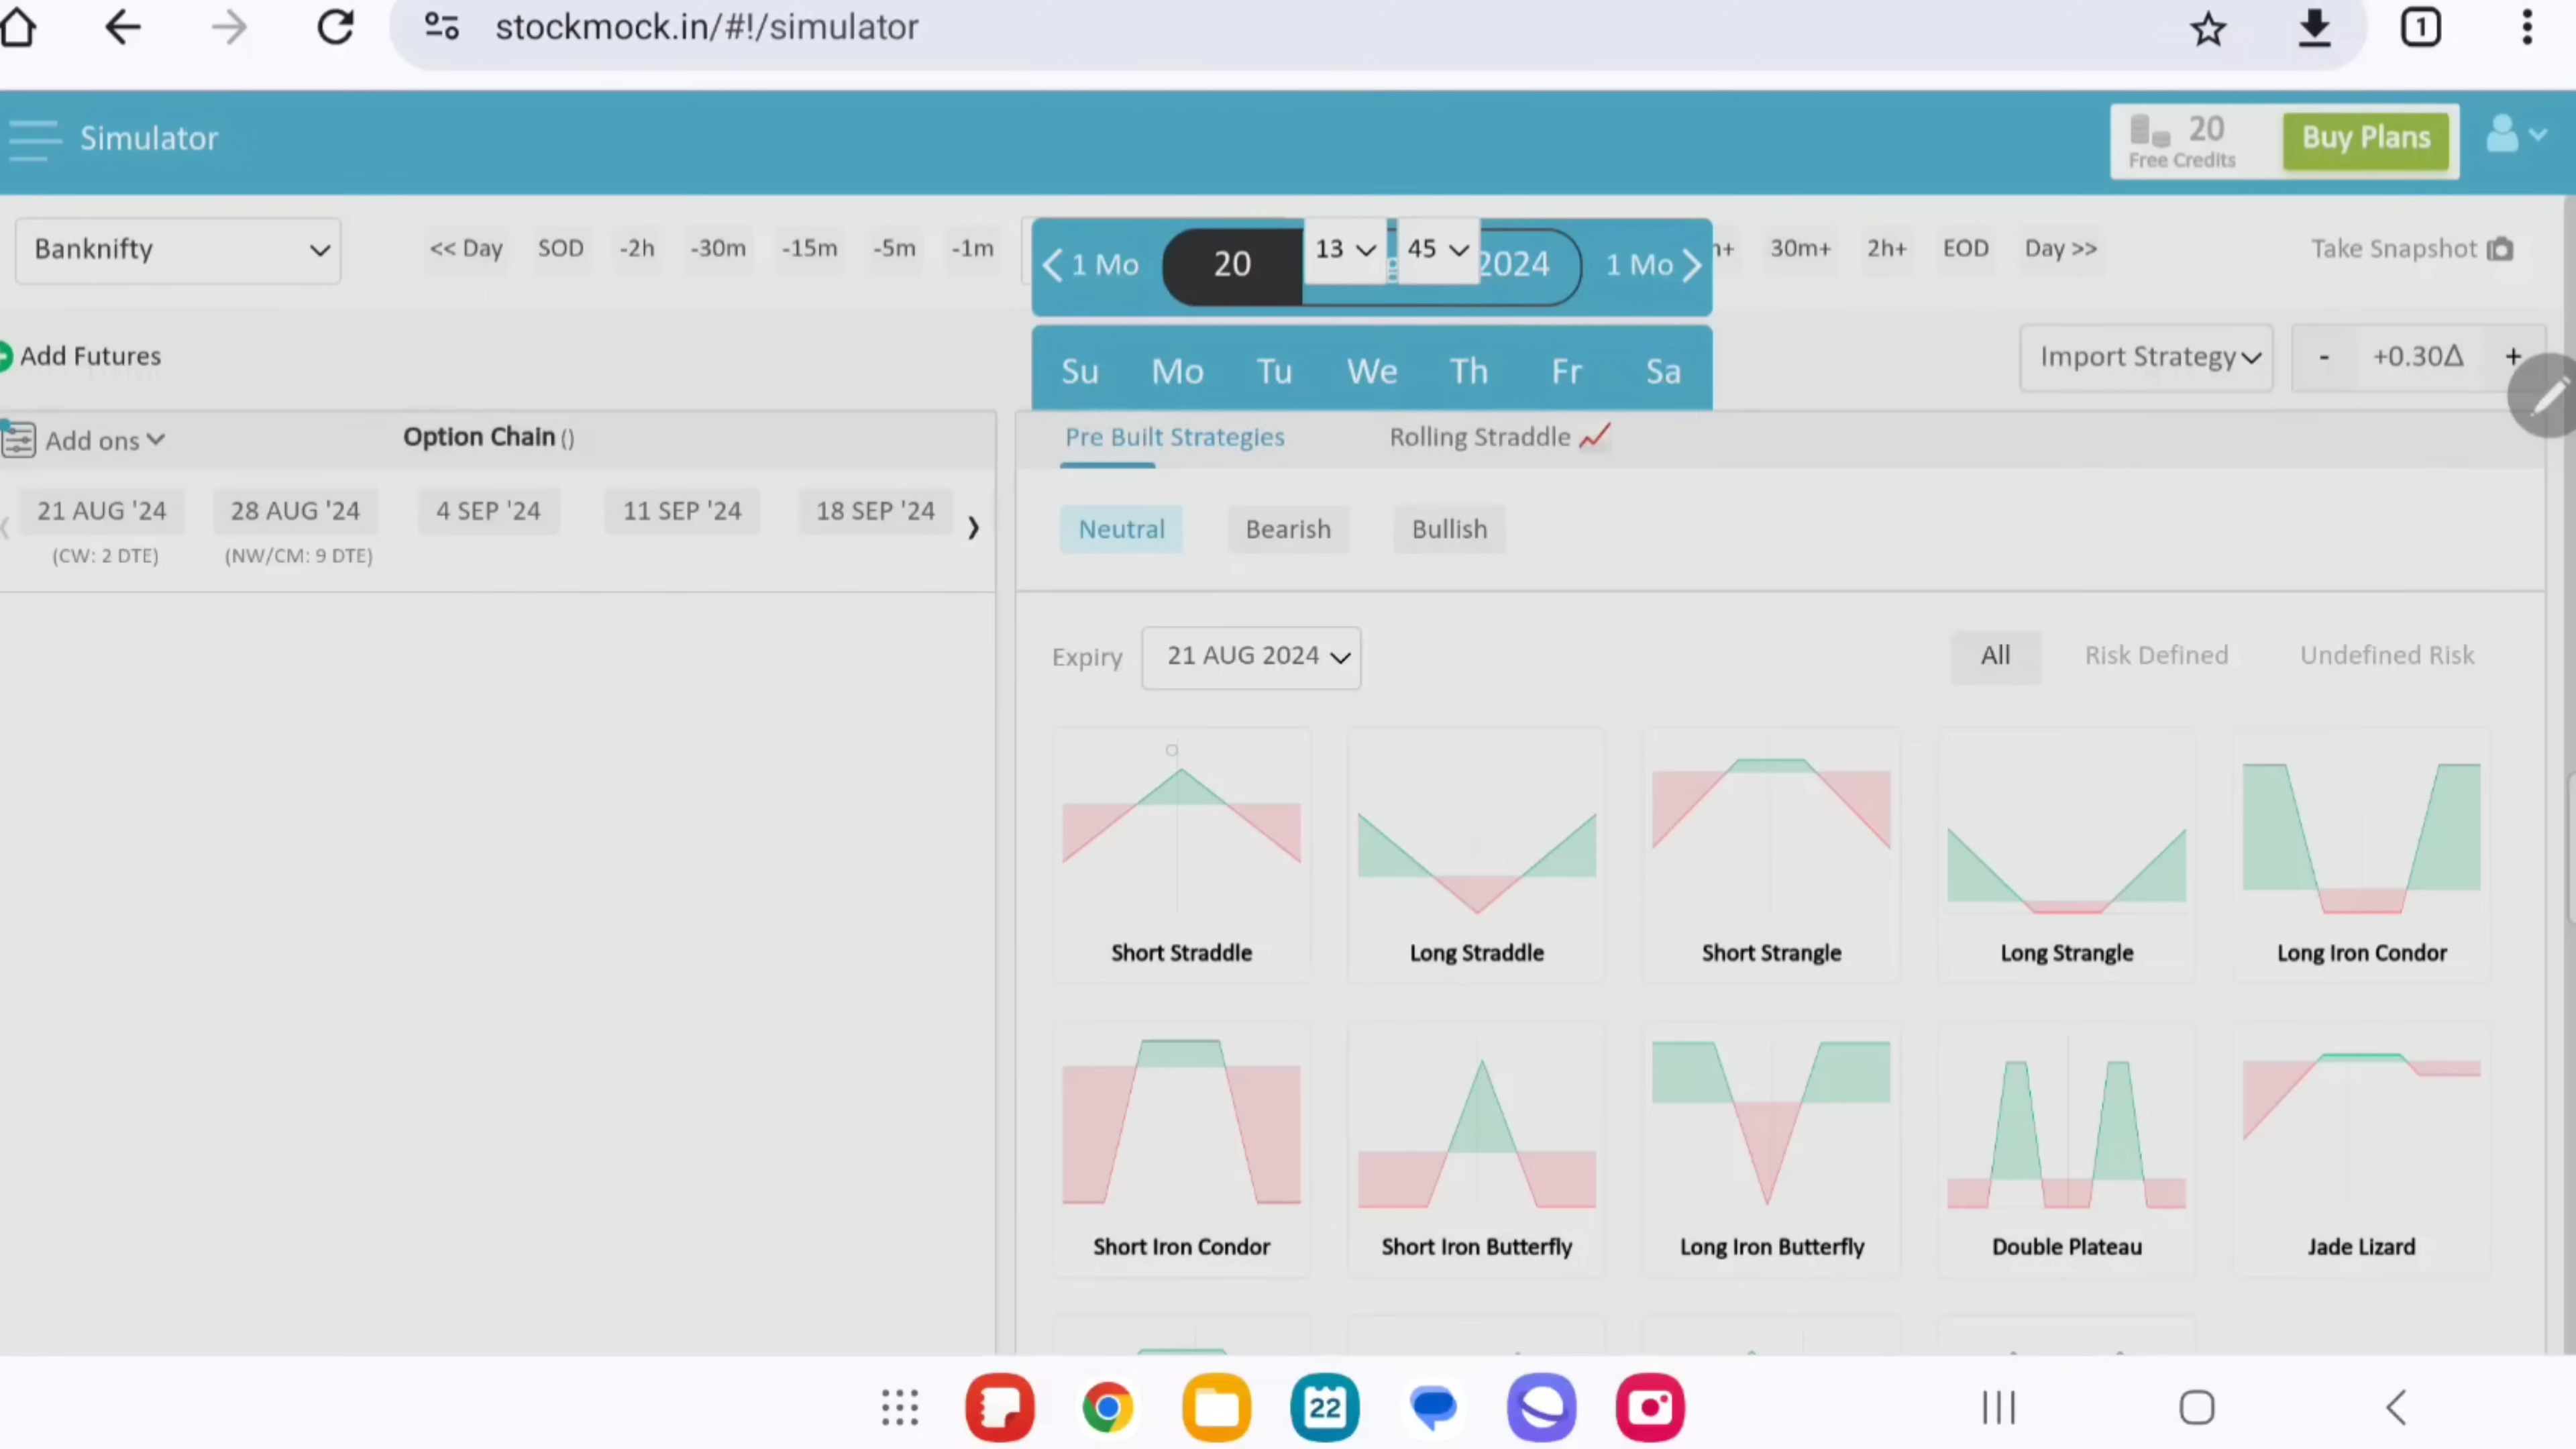 stockmock.in/#!/simulator
1
Simulator
20
Free Credits
Buy Plans
Banknifty
<< Day
SOD
-2h
-30m
-15m
-5m
-1m
1 Mo
20
13
45
2024
1 Mo
30m+
2h+
EOD
Day >>
Take Snapshot
Add Futures
Su Mo Tu We Th Fr Sa
Import Strategy
-
+0.30Δ
+
Add ons
Option Chain ()
Pre Built Strategies
Rolling Straddle
21 AUG '24
28 AUG '24
4 SEP '24
11 SEP '24
18 SEP '24
(CW: 2 DTE)
(NW/CM: 9 DTE)
Neutral
Bearish
Bullish
Expiry
21 AUG 2024
All
Risk Defined
Undefined Risk
Short Straddle
Long Straddle
Short Strangle
Long Strangle
Long Iron Condor
Short Iron Condor
Short Iron Butterfly
Long Iron Butterfly
Double Plateau
Jade Lizard
22